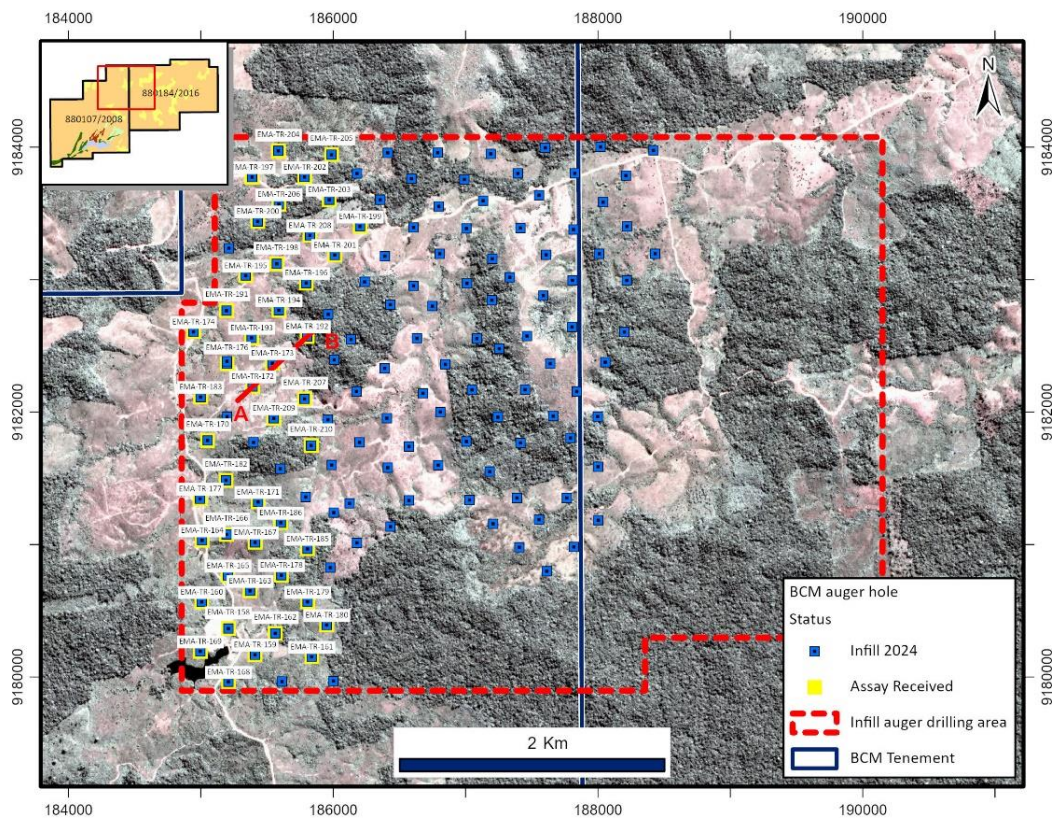 184000
186000
188000
190000
880184/2016
880107/2008
N
9184000
9184000
EMA-TR-204
EMA-TR-205
EMA-TR-197
EMA-TR-202
EMA-TR-203
EMA-TR-206
EMA-TR-199
EMA-TR-200
EMA-TR-208
EMA-TR-198
EMA-TR-201
EMA-TR-195
EMA-TR-196
EMA-TR-191
EMA-TR-194
EMA-TR-174
EMA-TR-193
EMA-TR-192
B
EMA-TR-176
EMA-TR-173
EMA-TR-183
EMA-TR-172
EMA-TR-207
A
9182000
9182000
EMA-TR-209
EMA-TR-170
EMA-TR-210
EMA-TR-182
EMA-TR-177
EMA-TR-171
EMA-TR-186
EMA-TR-166
EMA-TR-164
EMA-TR-167
EMA-TR-185
EMA-TR-165
EMA-TR-178
EMA-TR-163
EMA-TR-160
EMA-TR-179
EMA-TR-158
EMA-TR-162
EMA-TR-180
EMA-TR-169
EMA-TR-159
EMA-TR-161
EMA-TR-168
9180000
9180000
BCM auger hole
Status
Infill 2024
Assay Received
Infill auger drilling area
BCM Tenement
2 Km
184000
186000
188000
190000